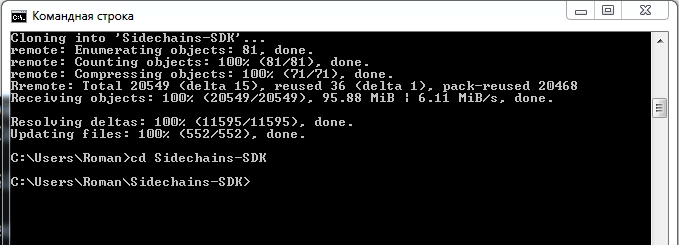 Командная строка
Cloning into 'Sidechains-SDK'...
remote: Enumerating objects: 81, done.
remote: Counting objects: 100% (81/81), done.
remote: Compressing objects: 100% (71/71), done.
Rremote: Total 20549 (delta 15), reused 36 (delta 1), pack-reused 20468
Receiving objects: 100% (20549/20549), 95.88 MiB ¦ 6.11 MiB/s, done.
Resolving deltas: 100% (11595/11595), done.
Updating files: 100% (552/552), done.
C:\Users\Roman>cd Sidechains-SDK
C:\Users\Roman\Sidechains-SDK>